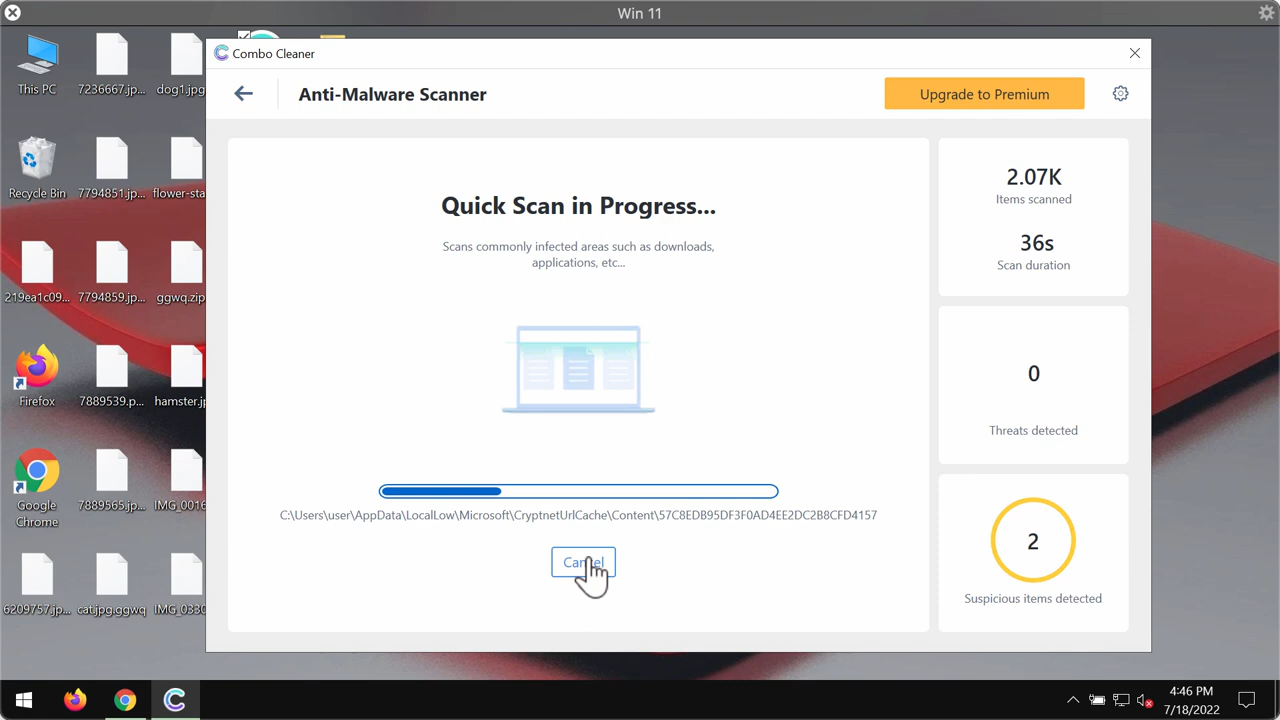 Win 11
This PC
7236667.jp...
dog1.jpg
Recycle Bin
7794851.jp...
flower-sta
219ea1c09...
7794859.jp...
ggwq.zip
Firefox
7889539.p...
hamster.jp
Google
Chrome
7889565.jp...
IMG_0016
6209757.jp...
cat.jpg.ggwq
IMG_0330
Combo Cleaner
Anti-Malware Scanner
Upgrade to Premium
Quick Scan in Progress...
Scans commonly infected areas such as downloads,
applications, etc...
C:\Users\user\AppData\LocalLow\Microsoft\CryptnetUrlCache\Content\57C8EDB95DF3F0AD4EE2DC2B8CFD4157
Cancel
2.07K
Items scanned
36s
Scan duration
0
Threats detected
2
Suspicious items detected
4:46 PM
7/18/2022